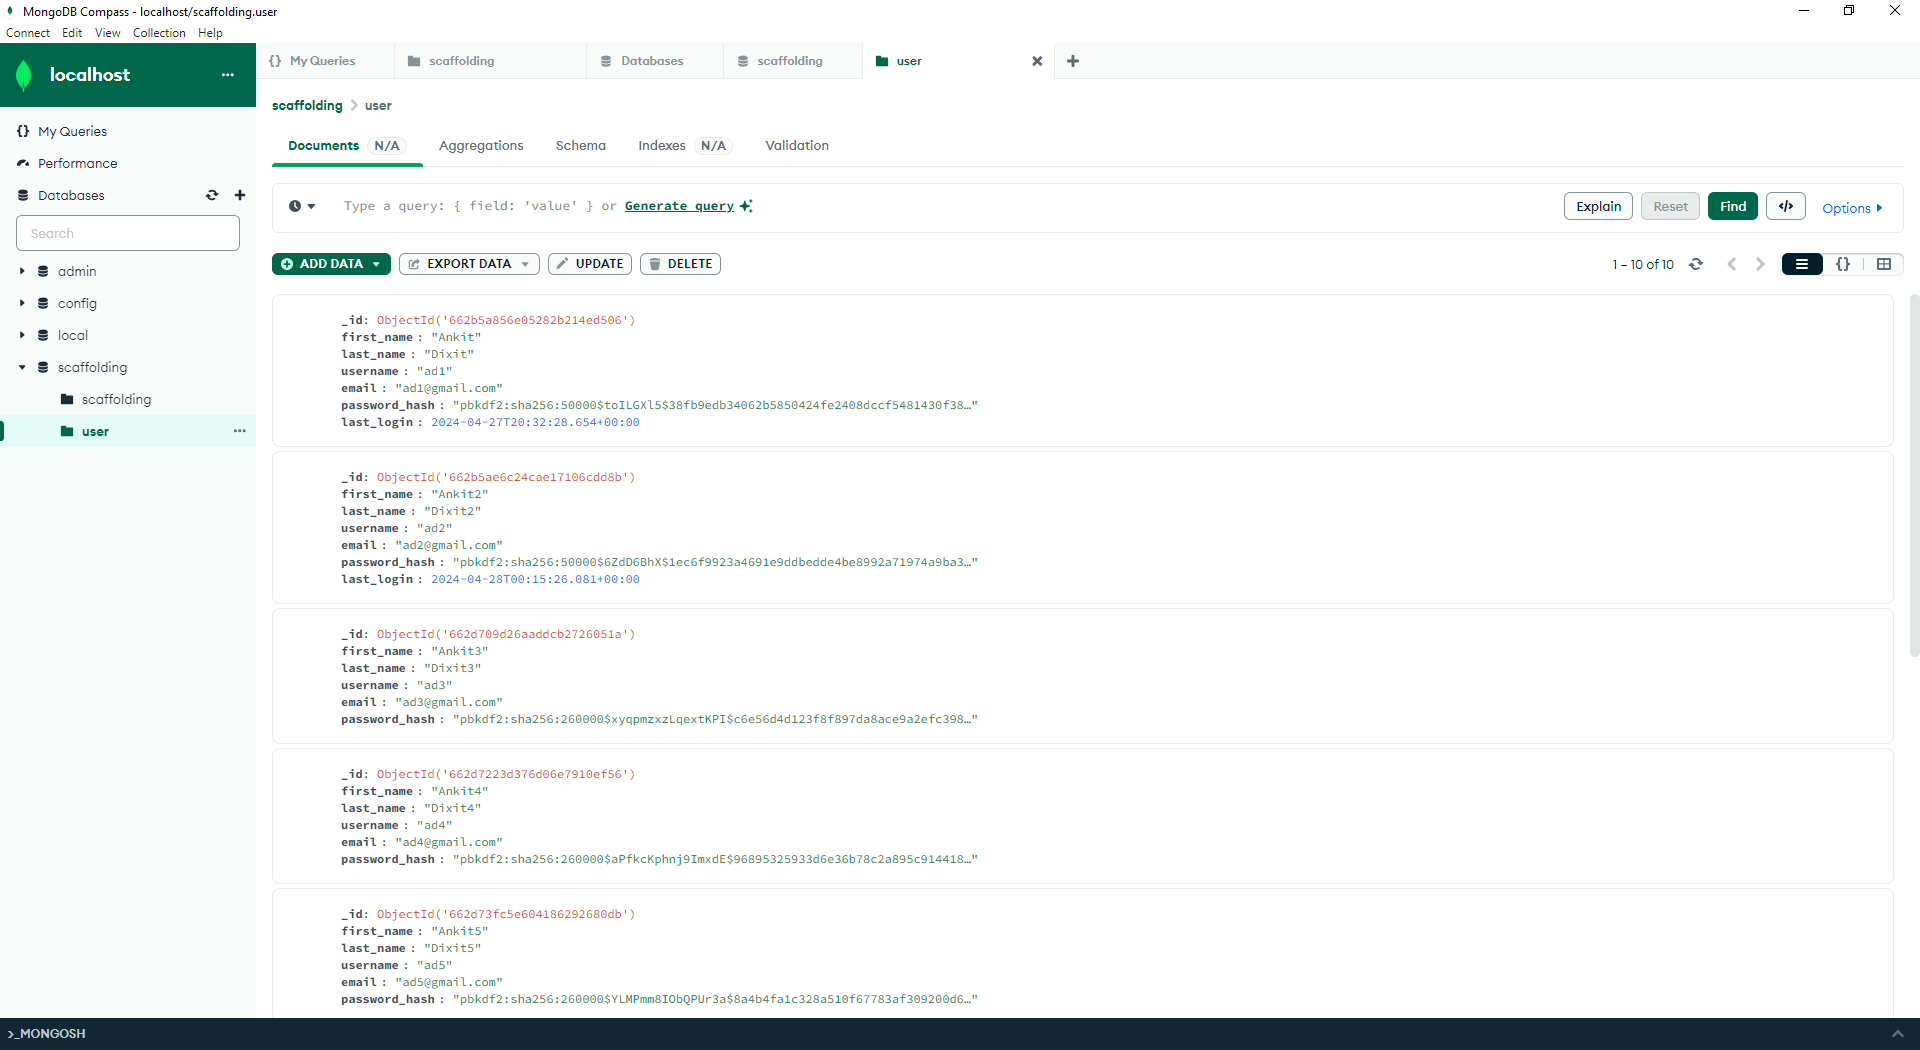 MongoDB Compass - localhost/scaffolding.user
Connect Edit View Collection Help
localhost
My Queries
Performance
Databases
Search
admin
config
local
scaffolding
scaffolding
user
My Queries scaffolding Databases scaffolding user
scaffolding > user
Documents N/A Aggregations Schema Indexes N/A Validation
Type a query: { field: 'value' } or Generate query
Explain Reset Find </> Options
ADD DATA EXPORT DATA UPDATE DELETE
1 – 10 of 10 {}
_id: ObjectId('662b5a856e05282b214ed506')
first_name : "Ankit"
last_name : "Dixit"
username : "ad1"
email : "ad1@gmail.com"
password_hash : "pbkdf2:sha256:50000$toILGXl5$38fb9edb34062b5850424fe2408dccf5481430f38…"
last_login : 2024-04-27T20:32:28.654+00:00
_id: ObjectId('662b5ae6c24cae17106cdd8b')
first_name : "Ankit2"
last_name : "Dixit2"
username : "ad2"
email : "ad2@gmail.com"
password_hash : "pbkdf2:sha256:50000$6ZdD6BhX$1ec6f9923a4691e9ddbedde4be8992a71974a9ba3…"
last_login : 2024-04-28T00:15:26.081+00:00
_id: ObjectId('662d709d26aaddcb2726051a')
first_name : "Ankit3"
last_name : "Dixit3"
username : "ad3"
email : "ad3@gmail.com"
password_hash : "pbkdf2:sha256:260000$xyqpmzxzLqextKPI$c6e56d4d123f8f897da8ace9a2efc398…"
_id: ObjectId('662d7223d376d06e7910ef56')
first_name : "Ankit4"
last_name : "Dixit4"
username : "ad4"
email : "ad4@gmail.com"
password_hash : "pbkdf2:sha256:260000$aPfkcKphnj9ImxdE$96895325933d6e36b78c2a895c914418…"
_id: ObjectId('662d73fc5e604186292680db')
first_name : "Ankit5"
last_name : "Dixit5"
username : "ad5"
email : "ad5@gmail.com"
password_hash : "pbkdf2:sha256:260000$YLMPmm8IObQPUr3a$8a4b4fa1c328a510f67783af309200d6…"
>_MONGOSH